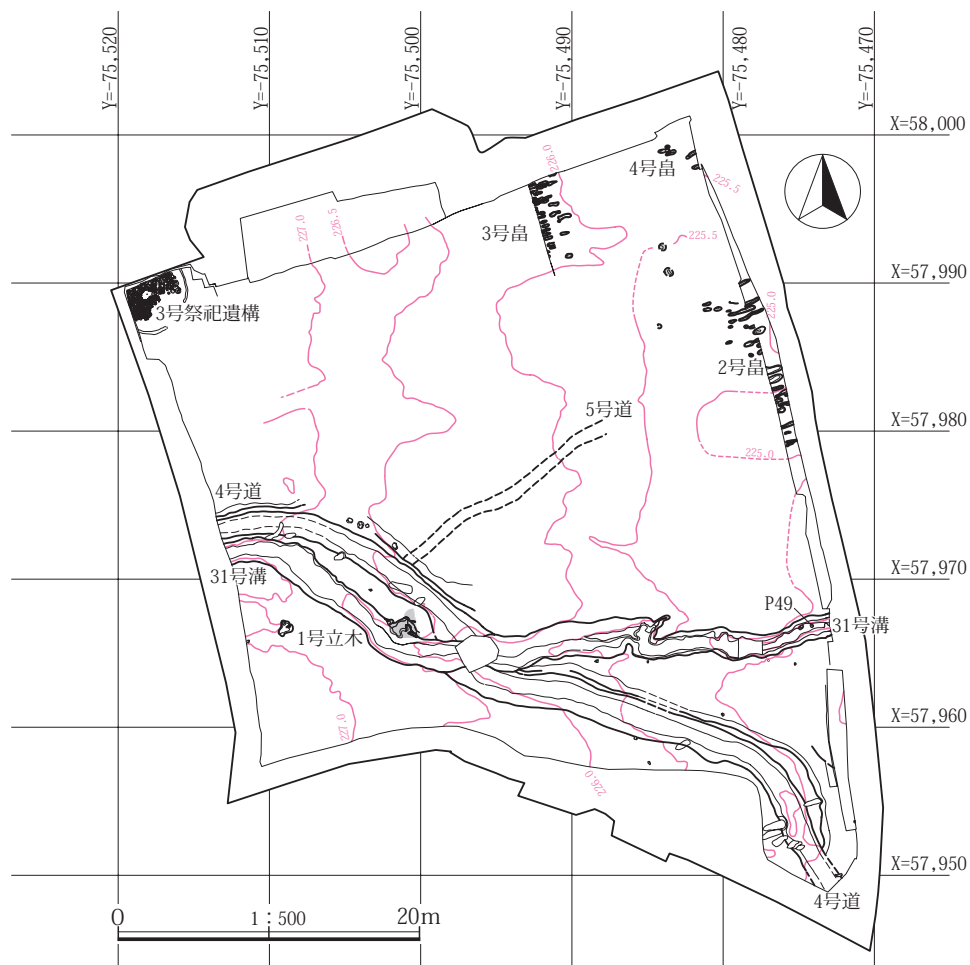 Y=-75,520
Y=-75,510
Y=-75,500
Y=-75,490
Y=-75,480
Y=-75,470
X=58,000
4号畠
226.0
225.5
227.0
226.5
3号畠
225.5
X=57,990
3号祭祀遺構
225.0
2号畠
5号道
X=57,980
225.0
4号道
31号溝
X=57,970
P49
31号溝
1号立木
X=57,960
227.0
226.0
X=57,950
4号道
0
1：500
20m